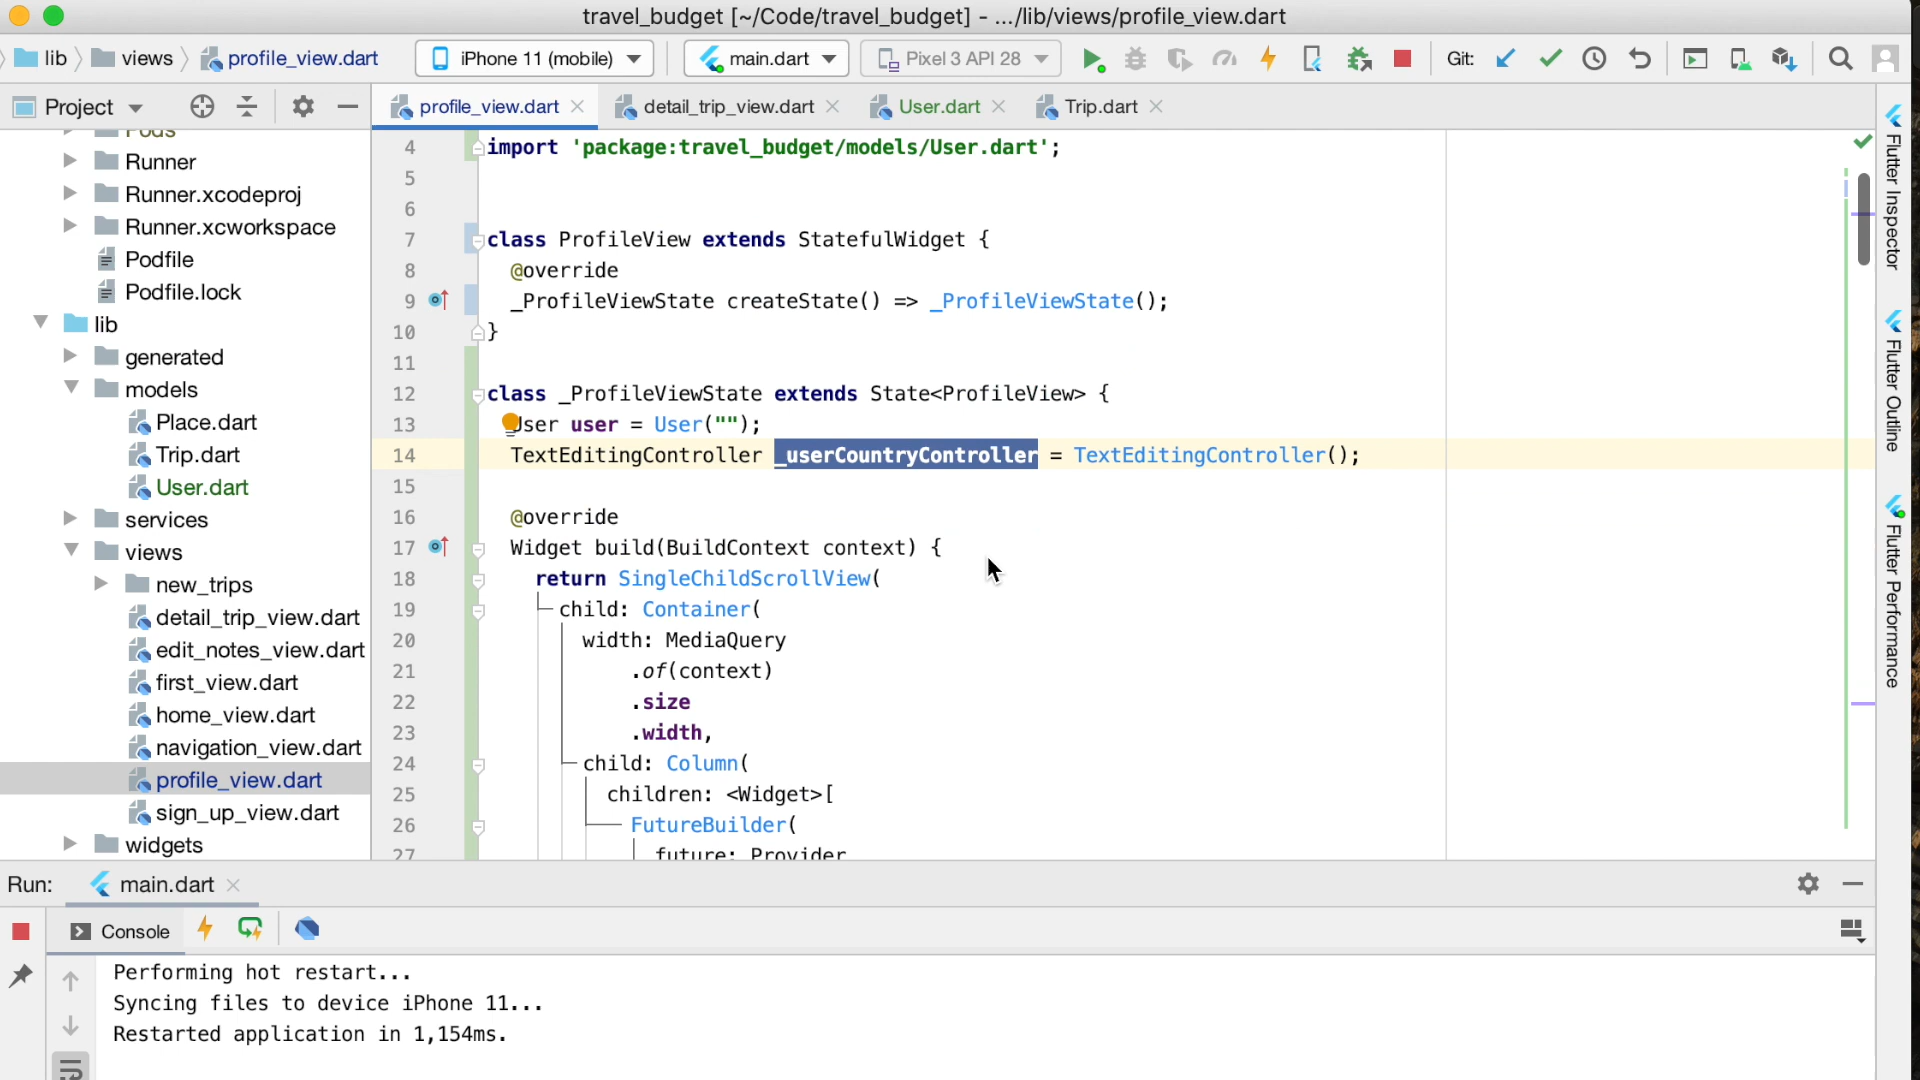 travel_budget [~/Code/travel_budget] - .../lib/views/profile_view.dart
lib
views
profile_view.dart
iPhone 11 (mobile)
main.dart
Pixel 3 API 28
Git:
Project
profile_view.dart
detail_trip_view.dart
User.dart
Trip.dart
Pods
Runner
Runner.xcodeproj
Runner.xcworkspace
Podfile
Podfile.lock
lib
generated
models
Place.dart
Trip.dart
User.dart
services
views
new_trips
detail_trip_view.dart
edit_notes_view.dart
first_view.dart
home_view.dart
navigation_view.dart
profile_view.dart
sign_up_view.dart
widgets
4 import 'package:travel_budget/models/User.dart';
5
6
7 class ProfileView extends StatefulWidget {
8 @override
9 _ProfileViewState createState() => _ProfileViewState();
10 }
11
12 class _ProfileViewState extends State<ProfileView> {
13 User user = User("");
14 TextEditingController _userCountryController = TextEditingController();
15
16 @override
17 Widget build(BuildContext context) {
18 return SingleChildScrollView(
19 child: Container(
20 width: MediaQuery
21 .of(context)
22 .size
23 .width,
24 child: Column(
25 children: <Widget>[
26 FutureBuilder(
27 future: Provider
Flutter Inspector
Flutter Outline
Flutter Performance
Run:
main.dart
Console
Performing hot restart...
Syncing files to device iPhone 11...
Restarted application in 1,154ms.